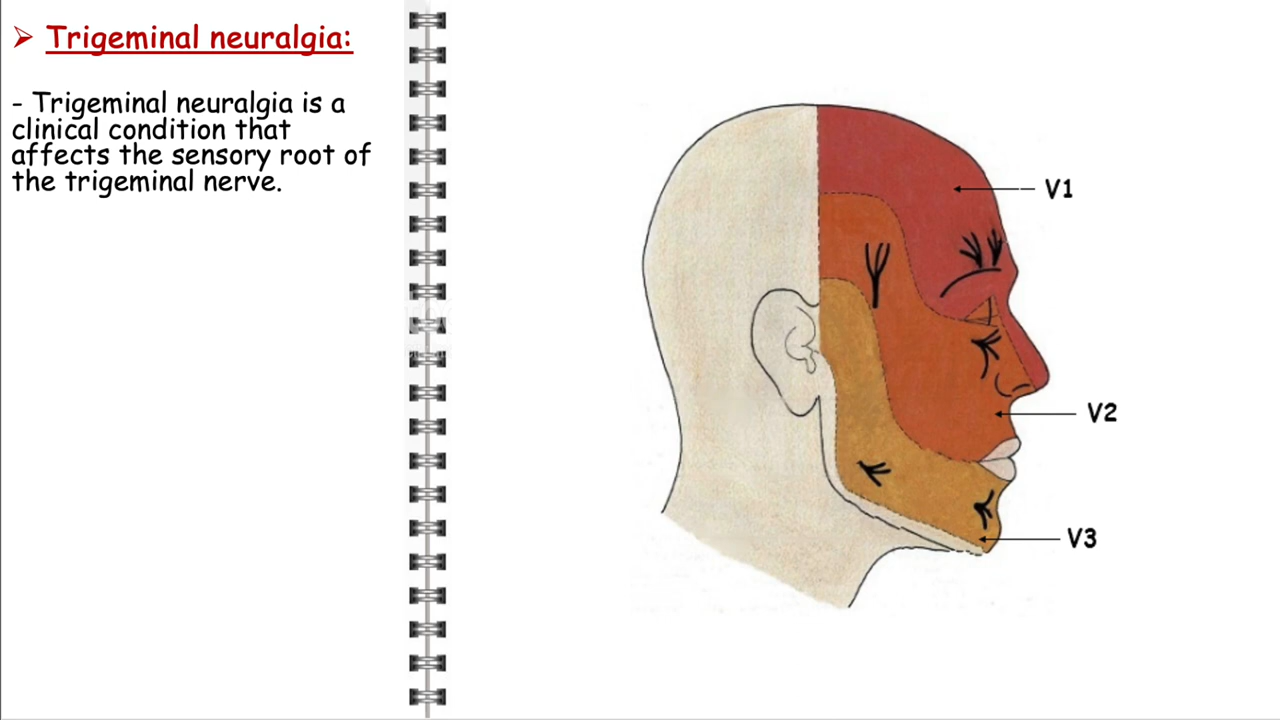 ➢ Trigeminal neuralgia:
- Trigeminal neuralgia is a
clinical condition that
affects the sensory root of
the trigeminal nerve.
V1
V2
V3